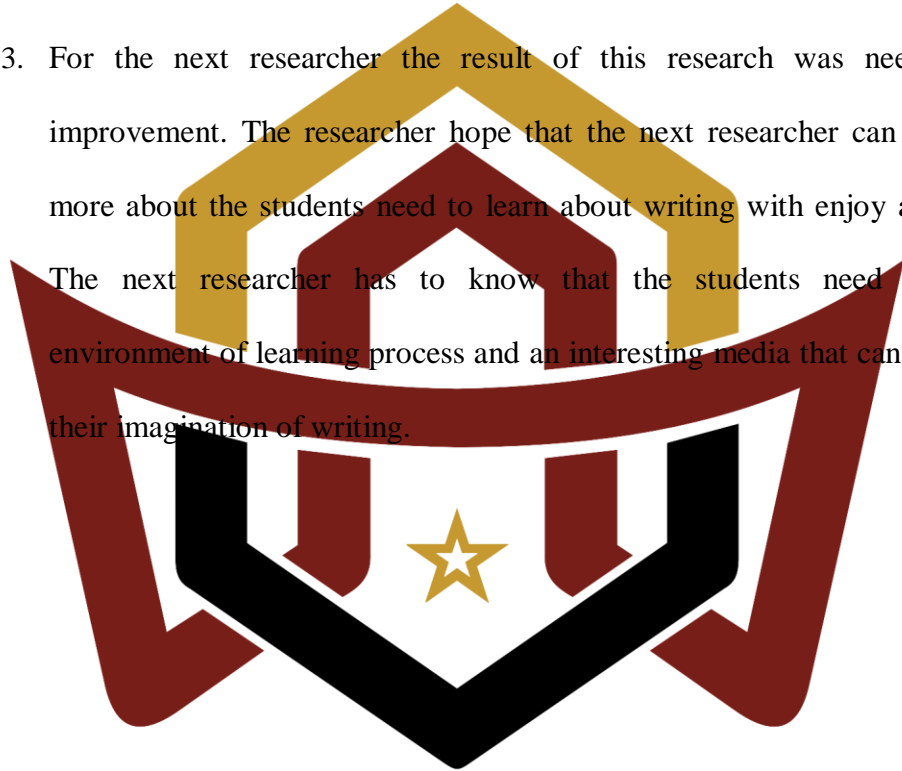 3. For the next researcher the result of this research was
improvement. The researcher hope that the next researcher can
more about the students need to learn about writing with enjoy
The next researcher has to know that the students need
environment of learning process and an interesting media that can
their imagination of writing.